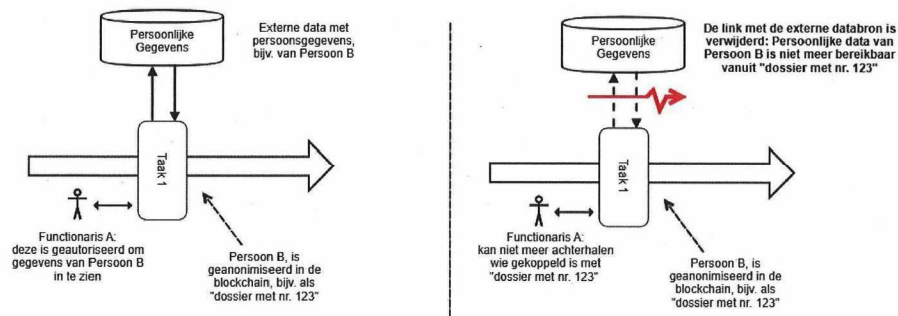 Persoonlijke
Gegevens
Externe data met
persoonsgegevens,
bijv. van Persoon B
Taak 1
Functionaris A:
deze is geautoriseerd om
gegevens van Persoon B
in te zien
Persoon B, is
geanonimiseerd in de
blockchain, bijv. als
"dossier met nr. 123"
Persoonlijke
Gegevens
De link met de externe databron is
verwijderd: Persoonlijke data van
Persoon B is niet meer bereikbaar
vanuit "dossier met nr. 123"
Taak 1
Functionaris A:
kan niet meer achterhalen
wie gekoppeld is met
"dossier met nr. 123"
Persoon B, is
geanonimiseerd in de
blockchain, bijv. als
"dossier met nr. 123"